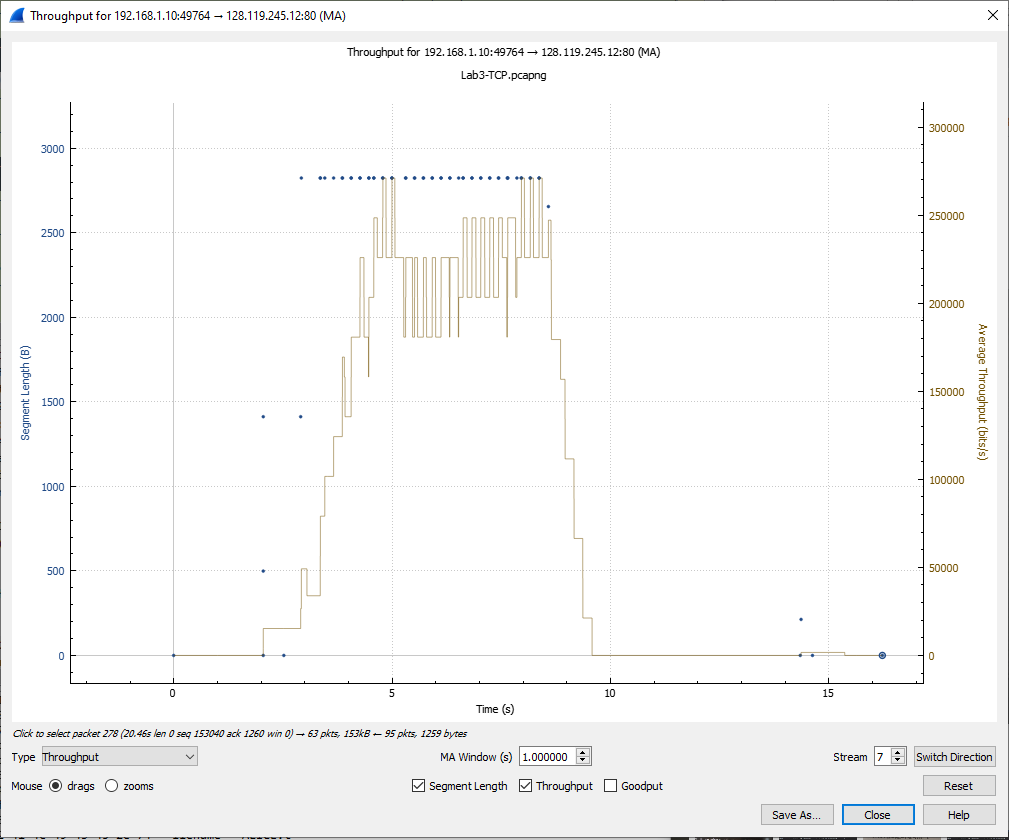 Throughput for 192.168.1.10:49764 → 128.119.245.12:80 (MA)
Throughput for 192.168.1.10:49764 → 128.119.245.12:80 (MA)
Lab3-TCP.pcapng
3000
2500
2000
1500
1000
500
0
Segment Length (B)
300000
250000
200000
150000
100000
50000
0
Average Throughput (bits/s)
0 5 10 15
Time (s)
Click to select packet 278 (20.46s len 0 seq 153040 ack 1260 win 0) → 63 pkts, 153kB ← 95 pkts, 1259 bytes
Type Throughput MA Window (s) 1.000000 Stream 7 Switch Direction
Mouse drags zooms Segment Length Throughput Goodput Reset
Save As... Close Help